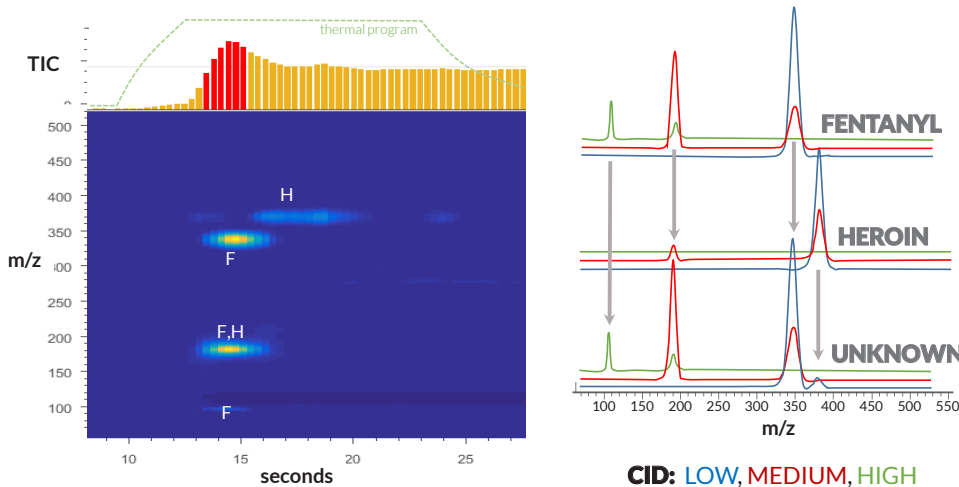 thermal program
TIC
0
500
450
400
350
300
250
200
150
100
m/z
H
F
F,H
F
10
15
20
25
seconds
FENTANYL
HEROIN
UNKNOWN
100
150
200
250
300
350
400
450
500
550
m/z
CID: LOW, MEDIUM, HIGH